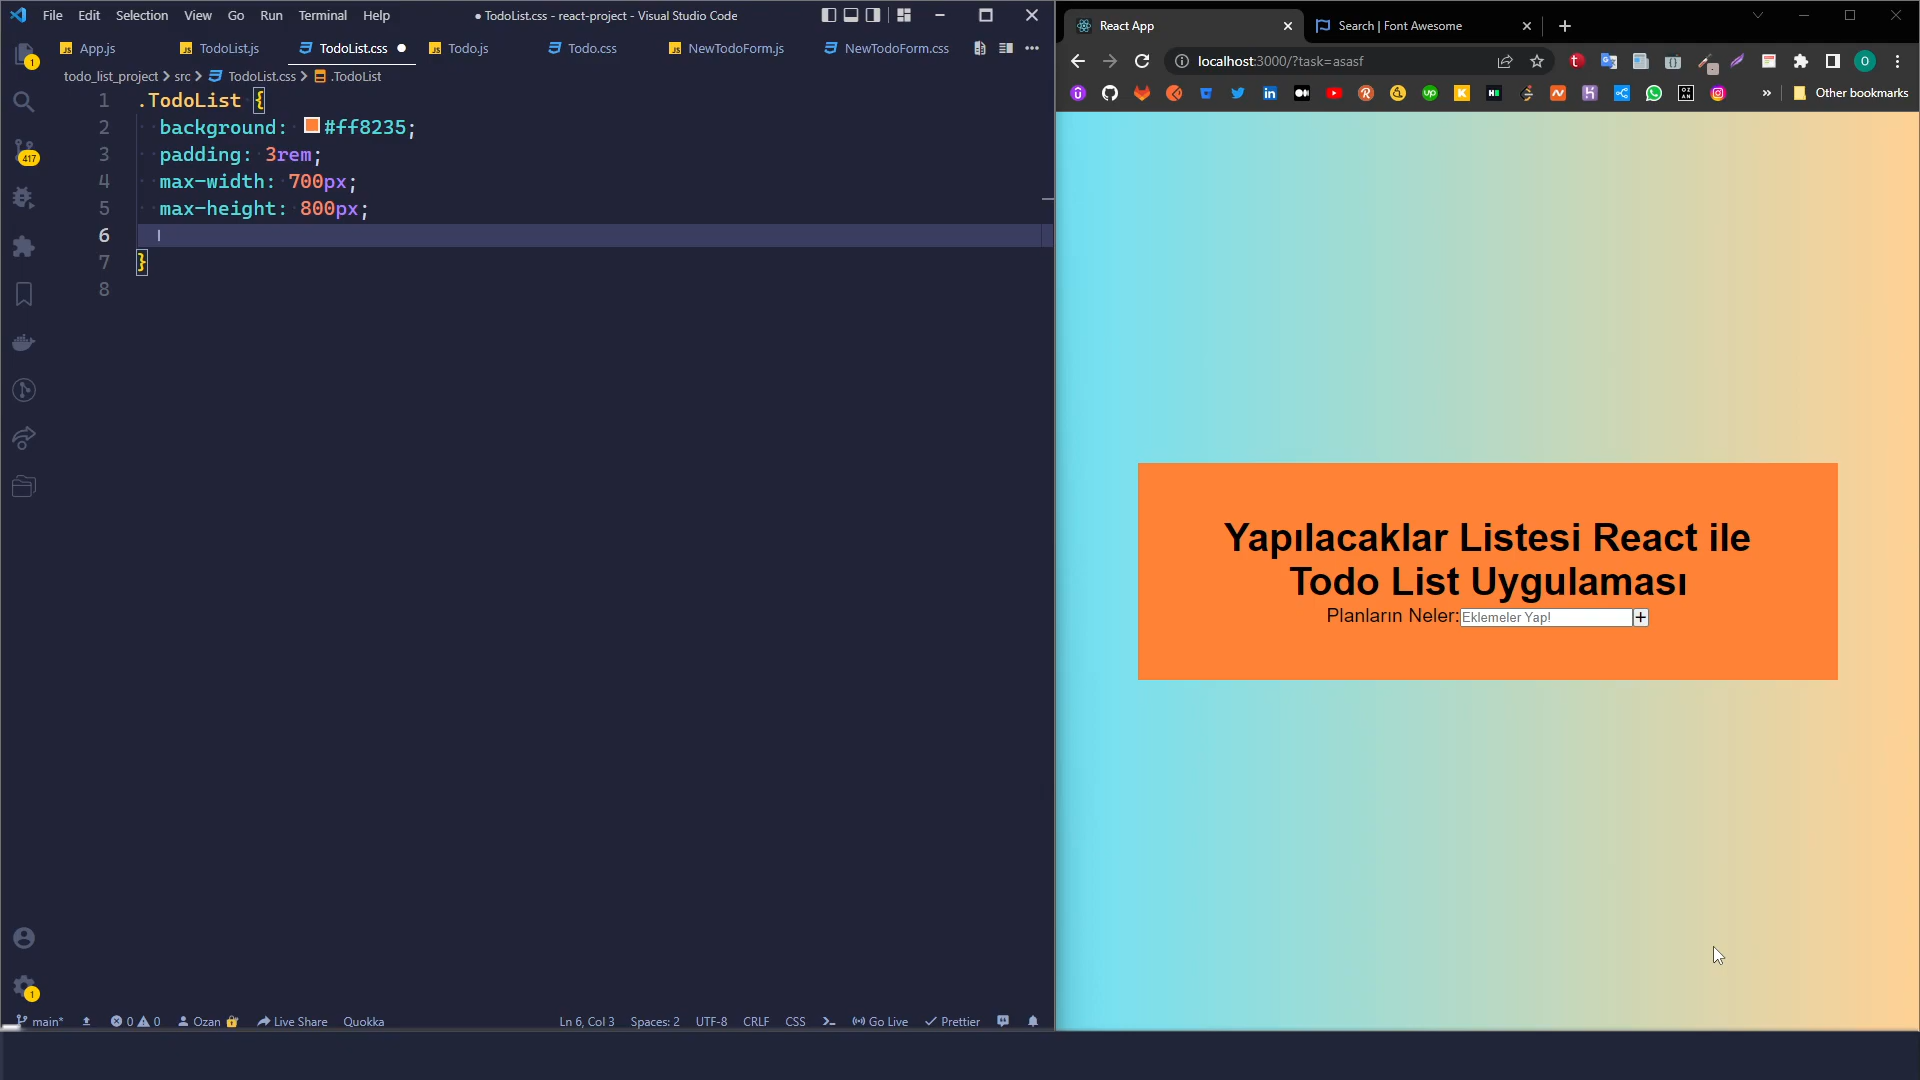 File Edit Selection View Go Run Terminal Help
● TodoList.css - react-project - Visual Studio Code
App.js TodoList.js TodoList.css Todo.js Todo.css NewTodoForm.js NewTodoForm.css
todo_list_project > src > TodoList.css > .TodoList
1 .TodoList {
2 background: #ff8235;
3 padding: 3rem;
4 max-width: 700px;
5 max-height: 800px;
6
7 }
8
1
417
1
main* 0 0 Ozan Live Share Quokka Ln 6, Col 3 Spaces: 2 UTF-8 CRLF CSS Go Live Prettier
React App
Search | Font Awesome
localhost:3000/?task=asasf
O
Other bookmarks
Yapılacaklar Listesi React ile
Todo List Uygulaması
Planların Neler: Eklemeler Yap! +